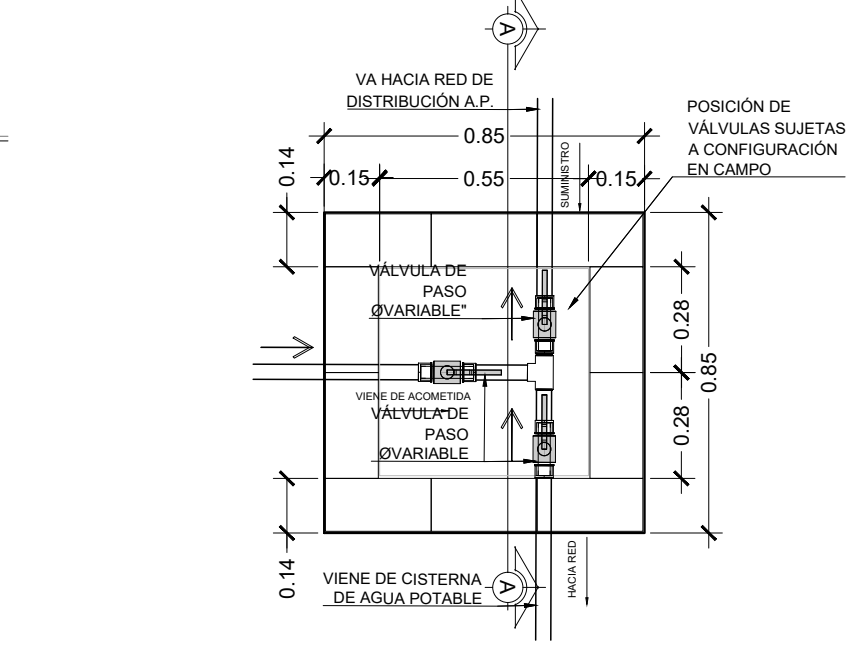 A
VA HACIA RED DE
DISTRIBUCIÓN A.P.
POSICIÓN DE
VÁLVULAS SUJETAS
A CONFIGURACIÓN
EN CAMPO
0.85
0.14
0.15
0.55
0.15
SUMINISTRO
VÁLVULA DE
PASO
ØVARIABLE"
0.28
0.85
VIENE DE ACOMETIDA
VÁLVULA DE
PASO
ØVARIABLE
0.28
0.14
VIENE DE CISTERNA
DE AGUA POTABLE
A
HACIA RED